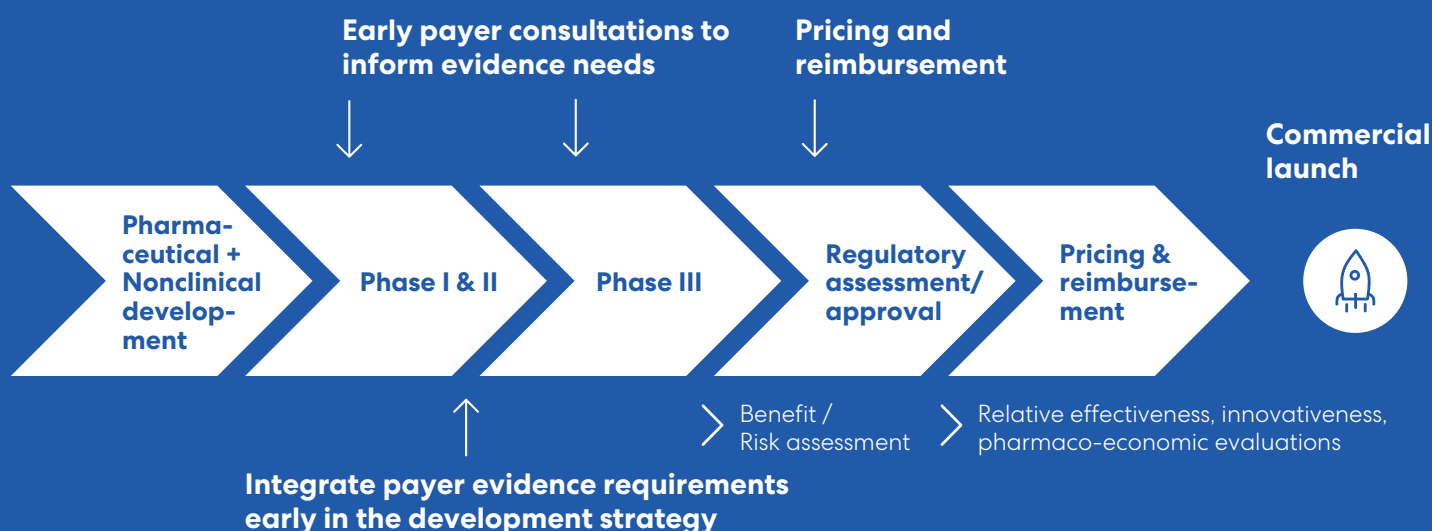 Early payer consultations to
inform evidence needs
Pricing and
reimbursement
Commercial
launch
Pharma-
ceutical +
Nonclinical
develop-
ment
Phase I & II
Phase III
Regulatory
assessment/
approval
Pricing &
reimburse-
ment
Benefit /
Risk assessment
Relative effectiveness, innovativeness,
pharmaco-economic evaluations
Integrate payer evidence requirements
early in the development strategy